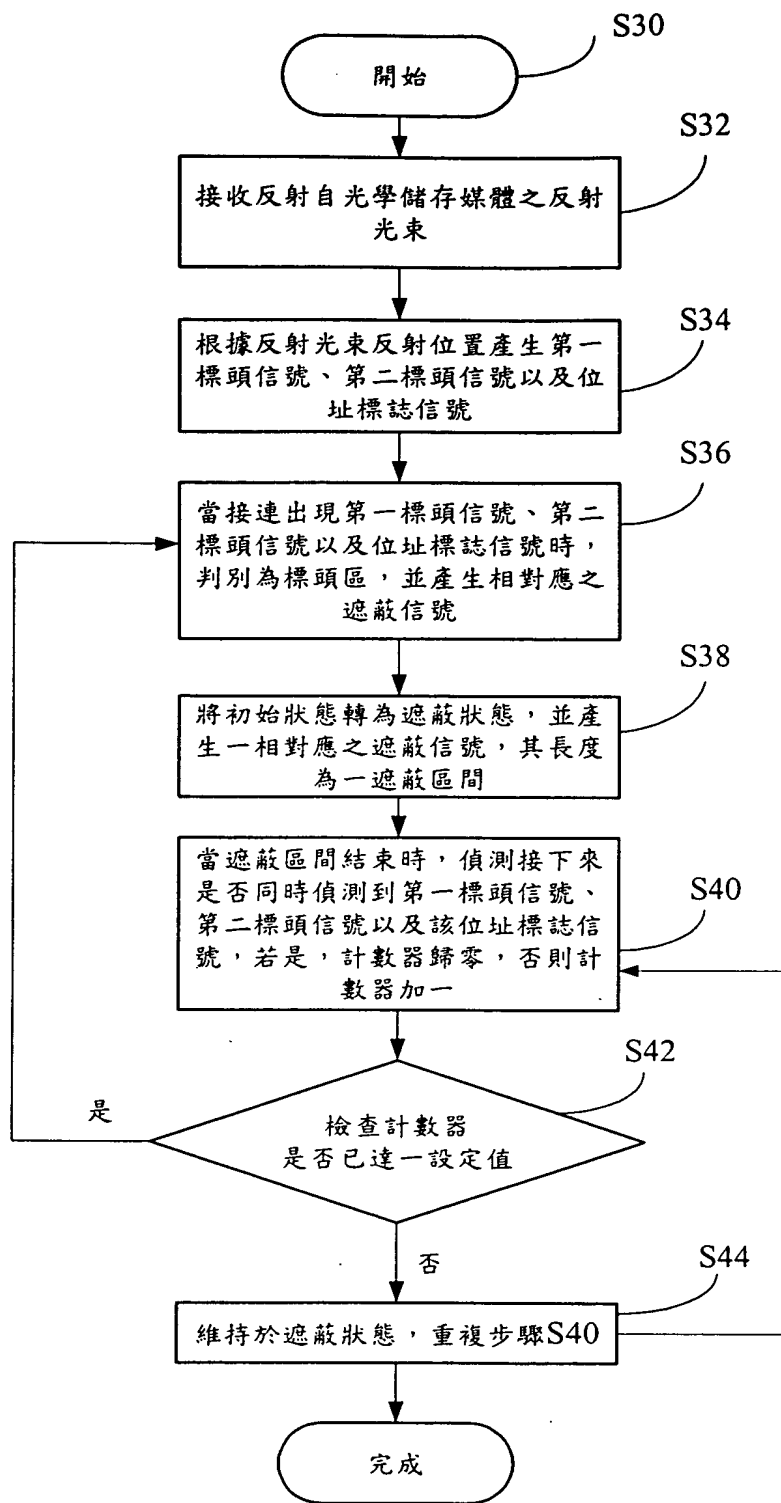 S30
開始
S32
接收反射自光學儲存媒體之反射
光束
S34
根據反射光束反射位置產生第一
標頭信號、第二標頭信號以及位
址標誌信號
S36
當接連出現第一標頭信號、第二
標頭信號以及位址標誌信號時，
判別為標頭區，並產生相對應之
遮蔽信號
S38
將初始狀態轉為遮蔽狀態，並產
生一相對應之遮蔽信號，其長度
為一遮蔽區間
當遮蔽區間結束時，偵測接下來
是否同時偵測到第一標頭信號、
第二標頭信號以及該位址標誌信
號，若是，計數器歸零，否則計
數器加一
S40
S42
是
檢查計數器
是否已達一設定值
否
S44
維持於遮蔽狀態，重複步驟S40
完成